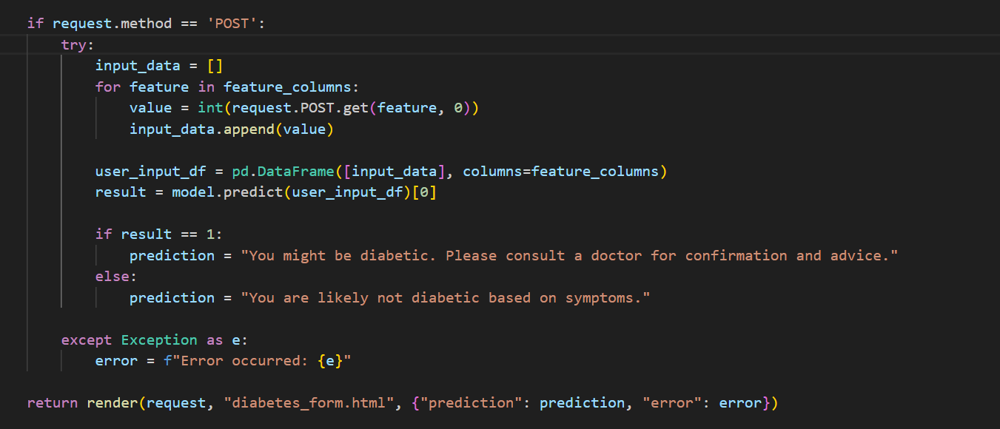 if request.method == 'POST':
    try:
        input_data = []
        for feature in feature_columns:
            value = int(request.POST.get(feature, 0))
            input_data.append(value)

        user_input_df = pd.DataFrame([input_data], columns=feature_columns)
        result = model.predict(user_input_df)[0]

        if result == 1:
            prediction = "You might be diabetic. Please consult a doctor for confirmation and advice."
        else:
            prediction = "You are likely not diabetic based on symptoms."

    except Exception as e:
        error = f"Error occurred: {e}"

return render(request, "diabetes_form.html", {"prediction": prediction, "error": error})